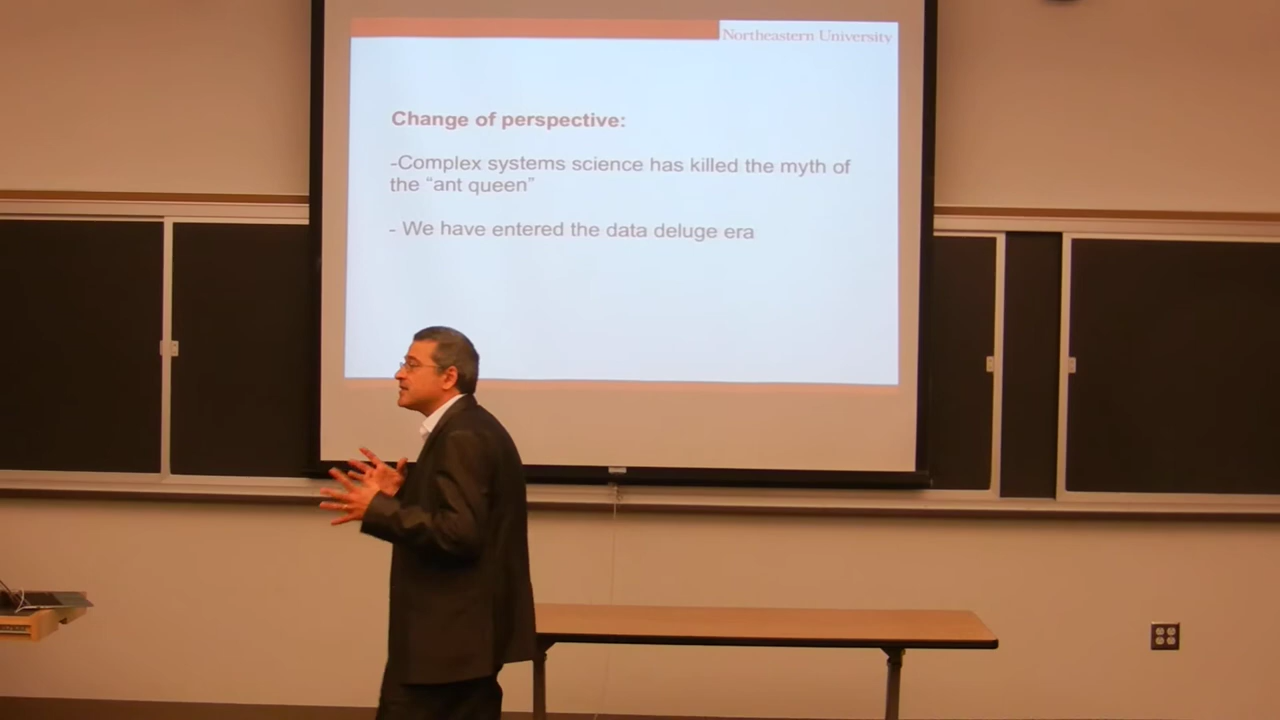 Northeastern University
Change of perspective:
-Complex systems science has killed the myth of
the “ant queen”
- We have entered the data deluge era